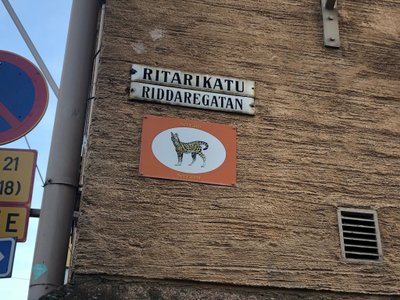 RITARIKATU
RIDDAREGATAN
21
18)
E